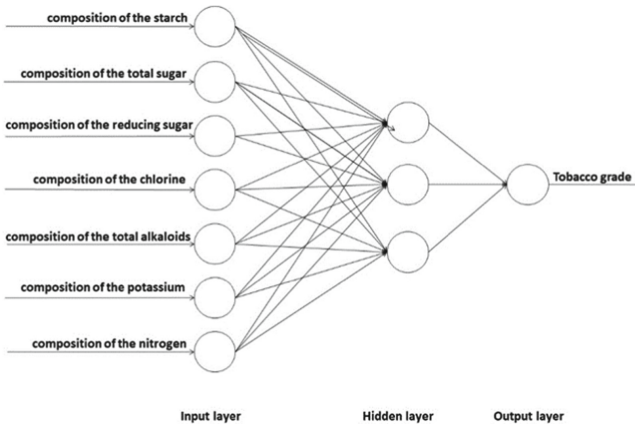 composition of the starch
composition of the total sugar
composition of the reducing sugar
composition of the chlorine
composition of the total alkaloids
composition of the potassium
composition of the nitrogen
Tobacco grade
Input layer
Hidden layer
Output layer